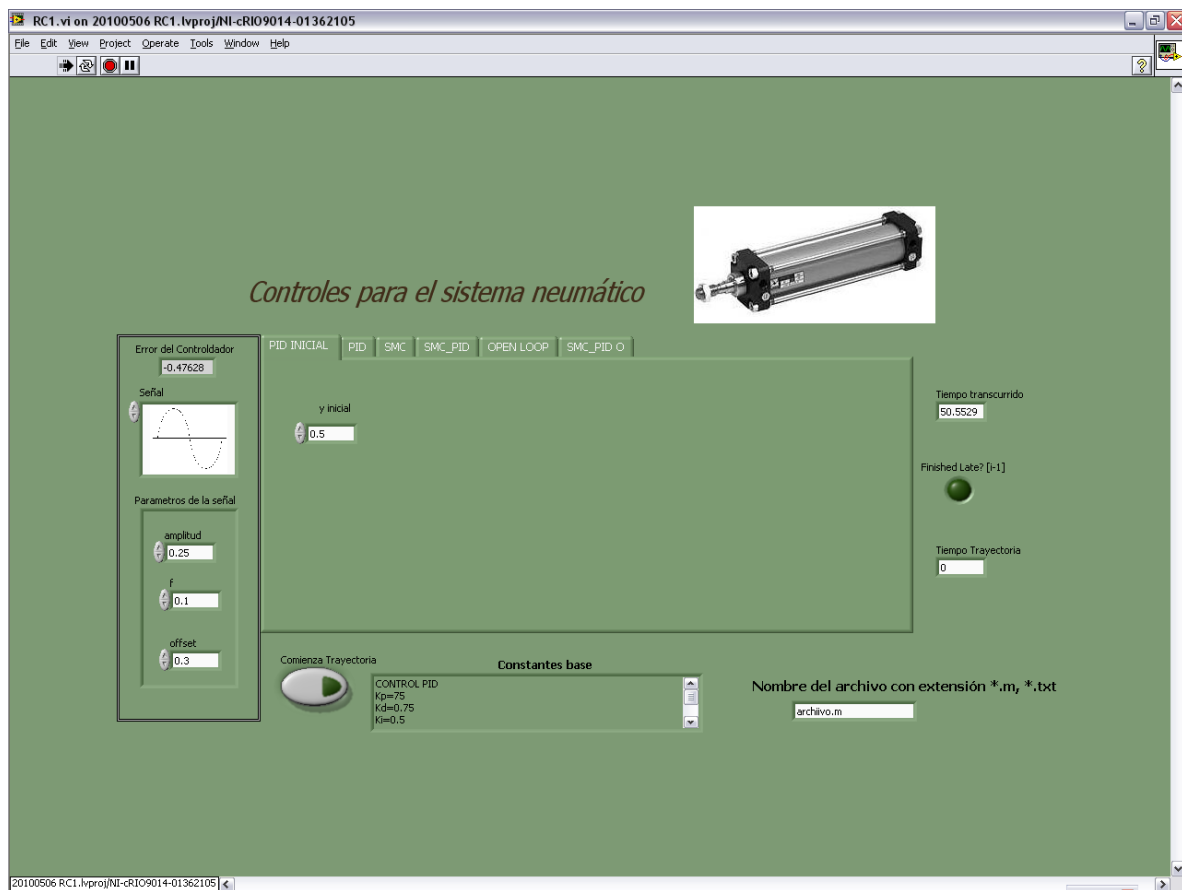 RC1.vi on 20100506 RC1.lvproj/NI-cRIO9014-01362105
File Edit View Project Operate Tools Window Help
Controles para el sistema neumático
Error del Controldador
-0.47628
Señal
Parametros de la señal
amplitud
0.25
f
0.1
offset
0.3
PID INICIAL PID SMC SMC_PID OPEN LOOP SMC_PID O
y inicial
0.5
Tiempo transcurrido
50.5529
Finished Late? [i-1]
Tiempo Trayectoria
0
Comienza Trayectoria
Constantes base
CONTROL PID
Kp=75
Kd=0.75
Ki=0.5
Nombre del archivo con extensión *.m, *.txt
archiivo.m
20100506 RC1.lvproj/NI-cRIO9014-01362105